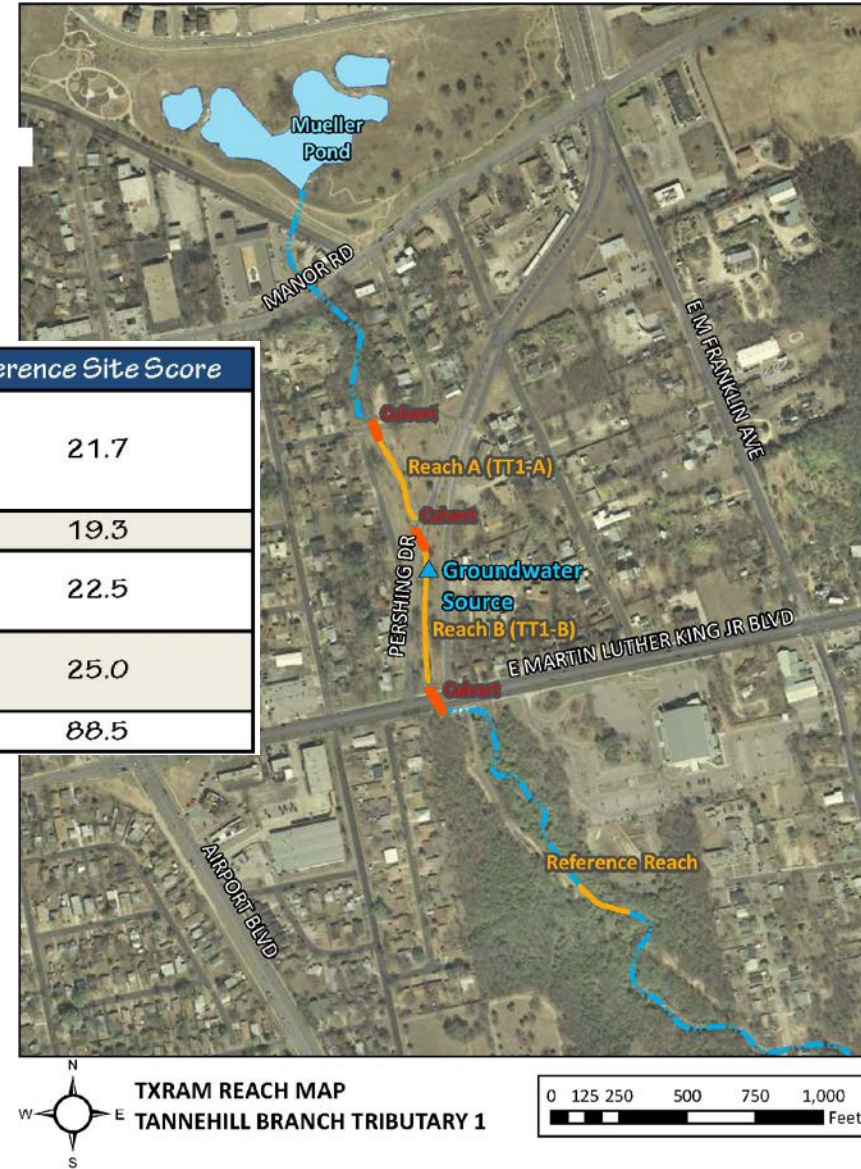 Mueller
Pond
MANOR RD
E M FRANKLIN AVE
erence Site Score
21.7
19.3
22.5
25.0
88.5
Culvert
Reach A (TT1-A)
Culvert
PERSHING DR
Groundwater
Source
Reach B (TT1-B)
E MARTIN LUTHER KING JR BLVD
Culvert
AIRPORT BLVD
Reference Reach
N
W
E
S
TXRAM REACH MAP
TANNEHILL BRANCH TRIBUTARY 1
0 125 250 500 750 1,000
Feet